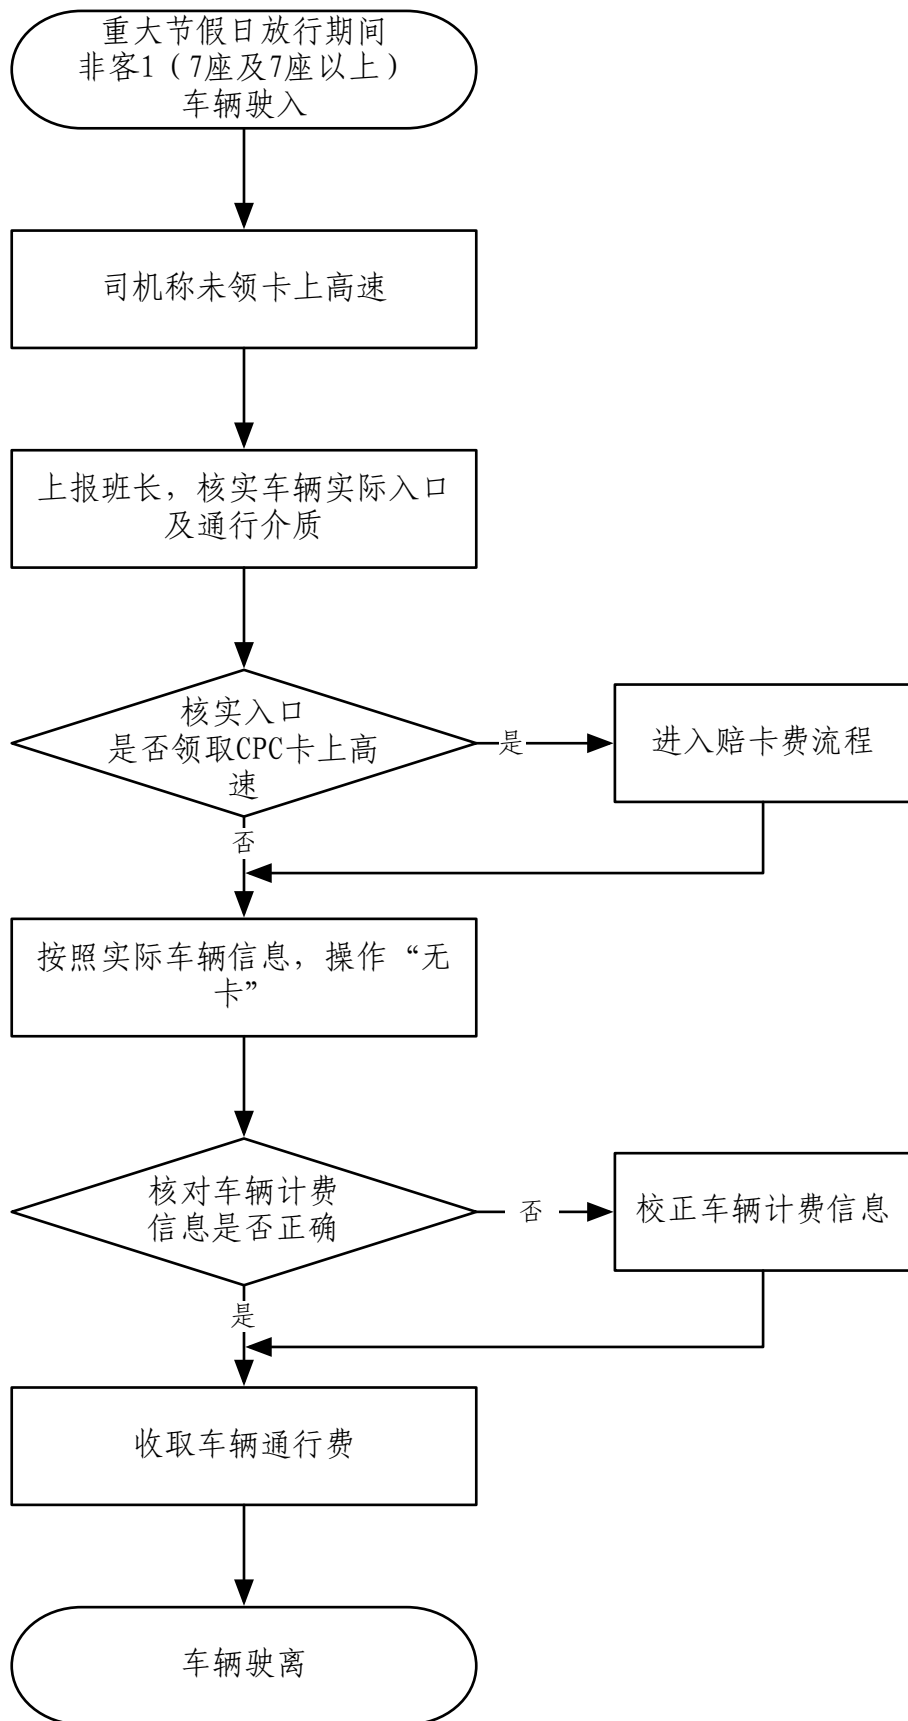 重大节假日放行期间
非客1（7座及7座以上）
车辆驶入
司机称未领卡上高速
上报班长，核实车辆实际入口
及通行介质
核实入口
是否领取CPC卡上高
速
是
进入赔卡费流程
否
按照实际车辆信息，操作“无
卡”
核对车辆计费
信息是否正确
否
校正车辆计费信息
是
收取车辆通行费
车辆驶离